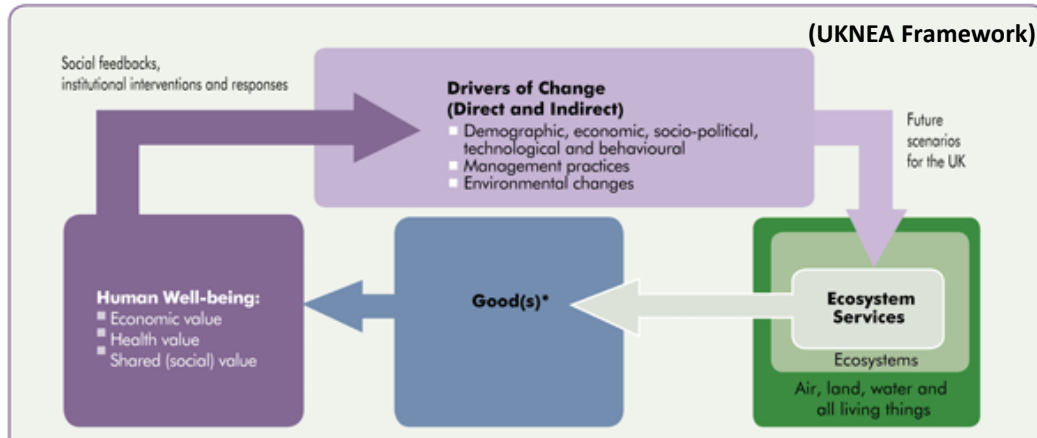 (UKNEA Framework)
Social feedbacks,
institutional interventions and responses
Drivers of Change
(Direct and Indirect)
Demographic, economic, socio-political,
technological and behavioural
Management practices
Environmental changes
Future
scenarios
for the UK
Human Well-being:
Economic value
Health value
Shared (social) value
Good(s)*
Ecosystem
Services
Ecosystems
Air, land, water and
all living things